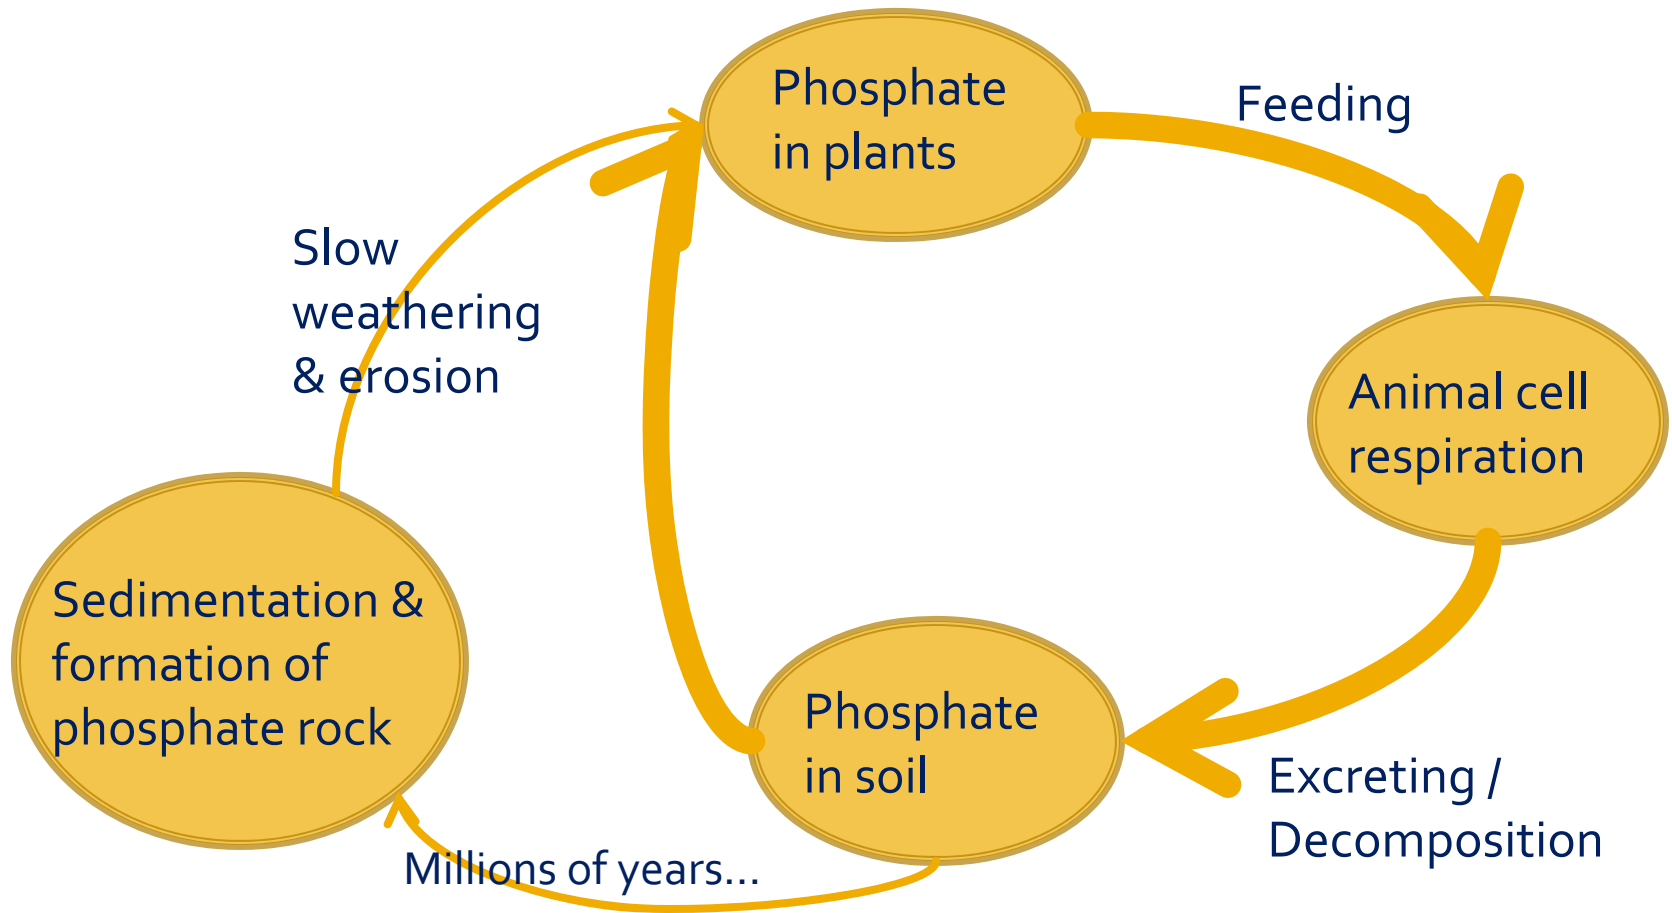 Phosphate
in plants
Feeding
Slow
weathering
& erosion
Animal cell
respiration
Sedimentation &
formation of
phosphate rock
Phosphate
in soil
Excreting /
Decomposition
Millions of years...